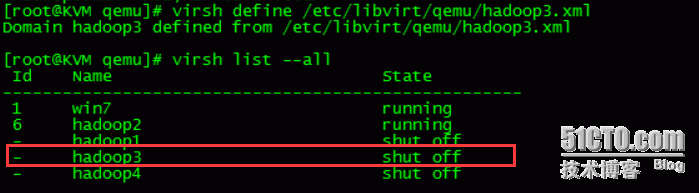 [root@KVM qemu]# virsh define /etc/libvirt/qemu/hadoop3.xml
Domain hadoop3 defined from /etc/libvirt/qemu/hadoop3.xml
[root@KVM qemu]# virsh list --all
Id Name State
----------------------------------------------------
1 win7 running
6 hadoop2 running
- hadoop1 shut off
- hadoop3 shut off
- hadoop4 shut off
51CTO.com
技术博客 Blog